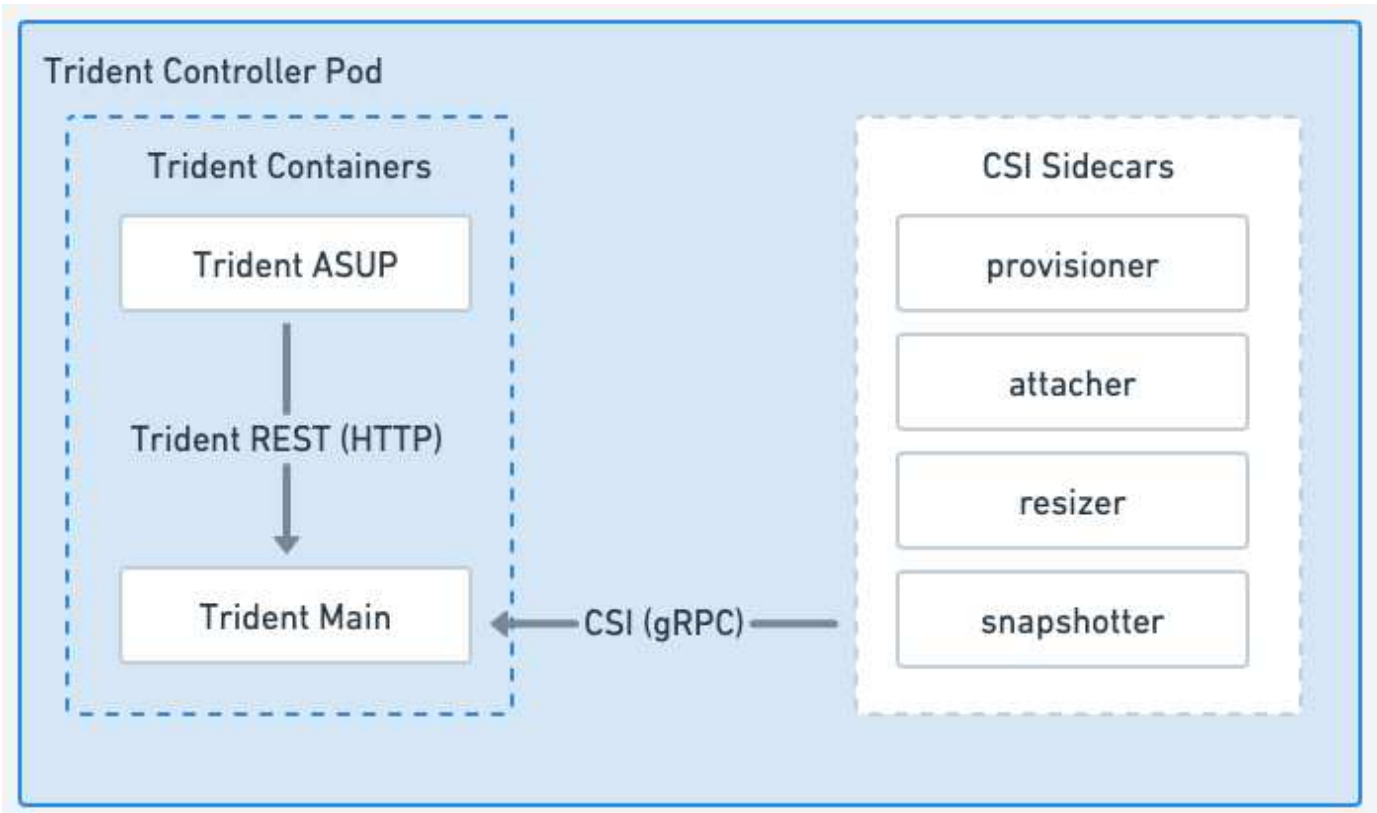 Trident Controller Pod
Trident Containers
Trident ASUP
Trident REST (HTTP)
Trident Main
CSI (gRPC)
CSI Sidecars
provisioner
attacher
resizer
snapshotter